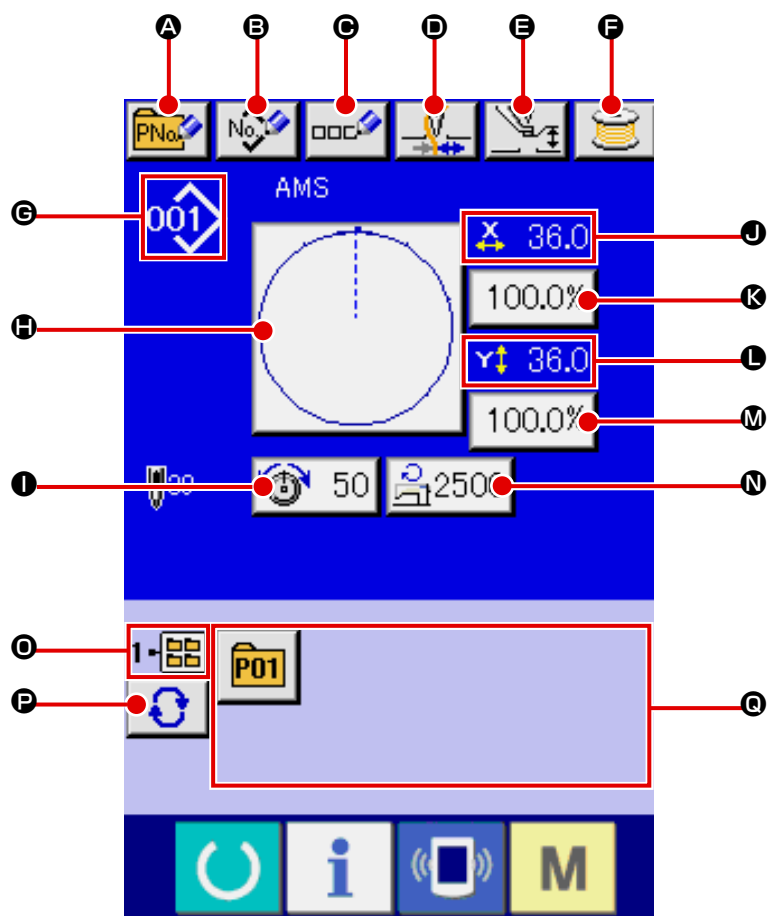 A B C D E F
PNo. No.
G 001 AMS
X 36.0 J
100.0% K
H
Y 36.0 L
100.0% M
I 50 2500 N
O 1
P01
P Q
i M